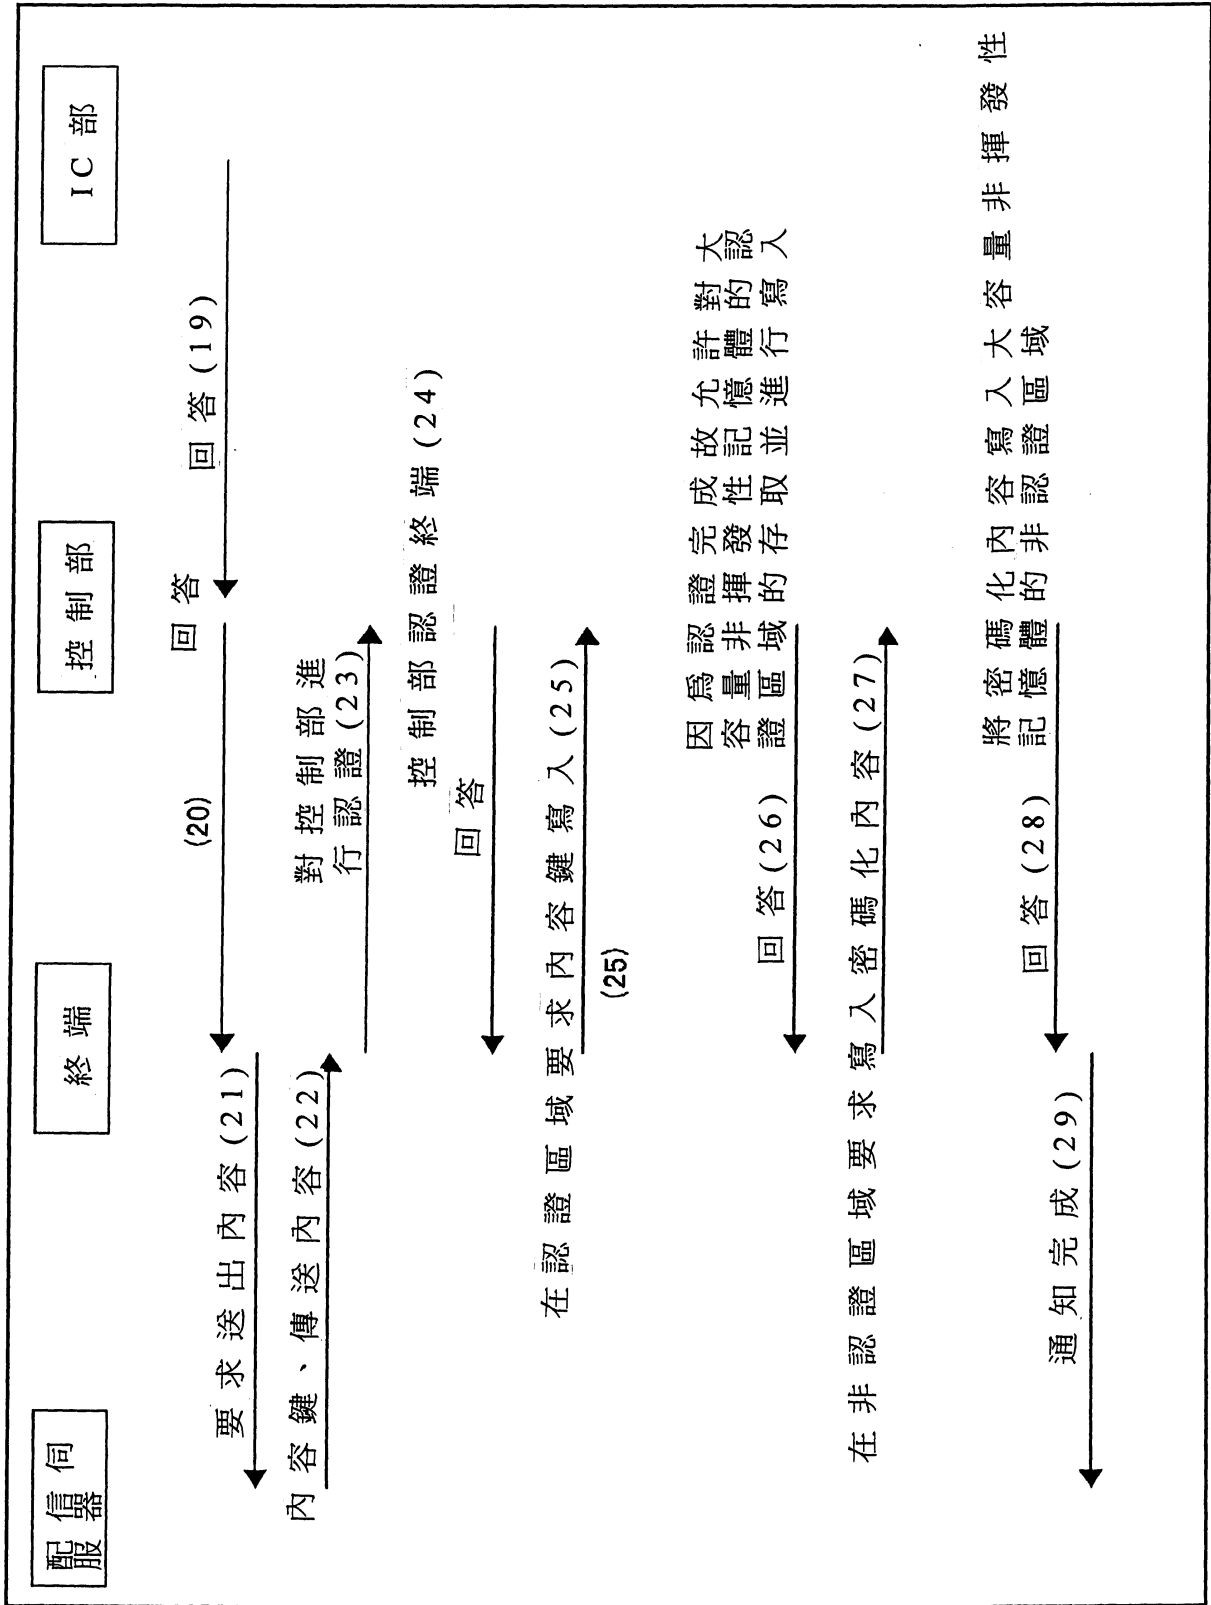 配信伺
服器
終端
控制部
IC部
回答(19)
回答
(20)
要求送出內容(21)
內容鍵、傳送內容(22)
對控制部進
行認證(23)
控制部認證終端(24)
回答
在認證區域要求內容鍵寫入(25)
(25)
因爲認證完成故允許對大
容量非揮發性記憶體的認
證區域的存取並進行寫入
回答(26)
在非認證區域要求寫入密碼化內容(27)
將密碼化內容寫入大容量非揮發性
記憶體的非認證區域
回答(28)
通知完成(29)